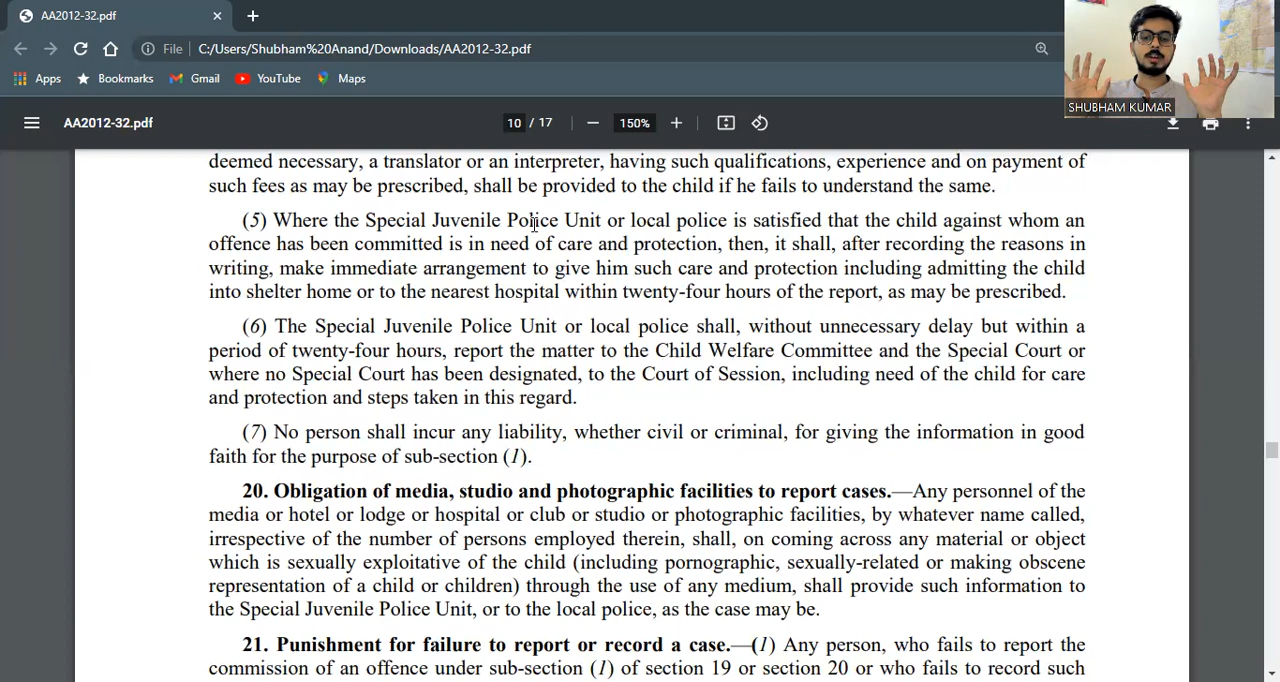 AA2012-32.pdf
File C:/Users/Shubham%20Anand/Downloads/AA2012-32.pdf
Apps Bookmarks Gmail YouTube Maps
SHUBHAM KUMAR
AA2012-32.pdf 10 / 17 150%
deemed necessary, a translator or an interpreter, having such qualifications, experience and on payment of
such fees as may be prescribed, shall be provided to the child if he fails to understand the same.
(5) Where the Special Juvenile Police Unit or local police is satisfied that the child against whom an
offence has been committed is in need of care and protection, then, it shall, after recording the reasons in
writing, make immediate arrangement to give him such care and protection including admitting the child
into shelter home or to the nearest hospital within twenty-four hours of the report, as may be prescribed.
(6) The Special Juvenile Police Unit or local police shall, without unnecessary delay but within a
period of twenty-four hours, report the matter to the Child Welfare Committee and the Special Court or
where no Special Court has been designated, to the Court of Session, including need of the child for care
and protection and steps taken in this regard.
(7) No person shall incur any liability, whether civil or criminal, for giving the information in good
faith for the purpose of sub-section (1).
20. Obligation of media, studio and photographic facilities to report cases.—Any personnel of the
media or hotel or lodge or hospital or club or studio or photographic facilities, by whatever name called,
irrespective of the number of persons employed therein, shall, on coming across any material or object
which is sexually exploitative of the child (including pornographic, sexually-related or making obscene
representation of a child or children) through the use of any medium, shall provide such information to
the Special Juvenile Police Unit, or to the local police, as the case may be.
21. Punishment for failure to report or record a case.—(1) Any person, who fails to report the
commission of an offence under sub-section (1) of section 19 or section 20 or who fails to record such